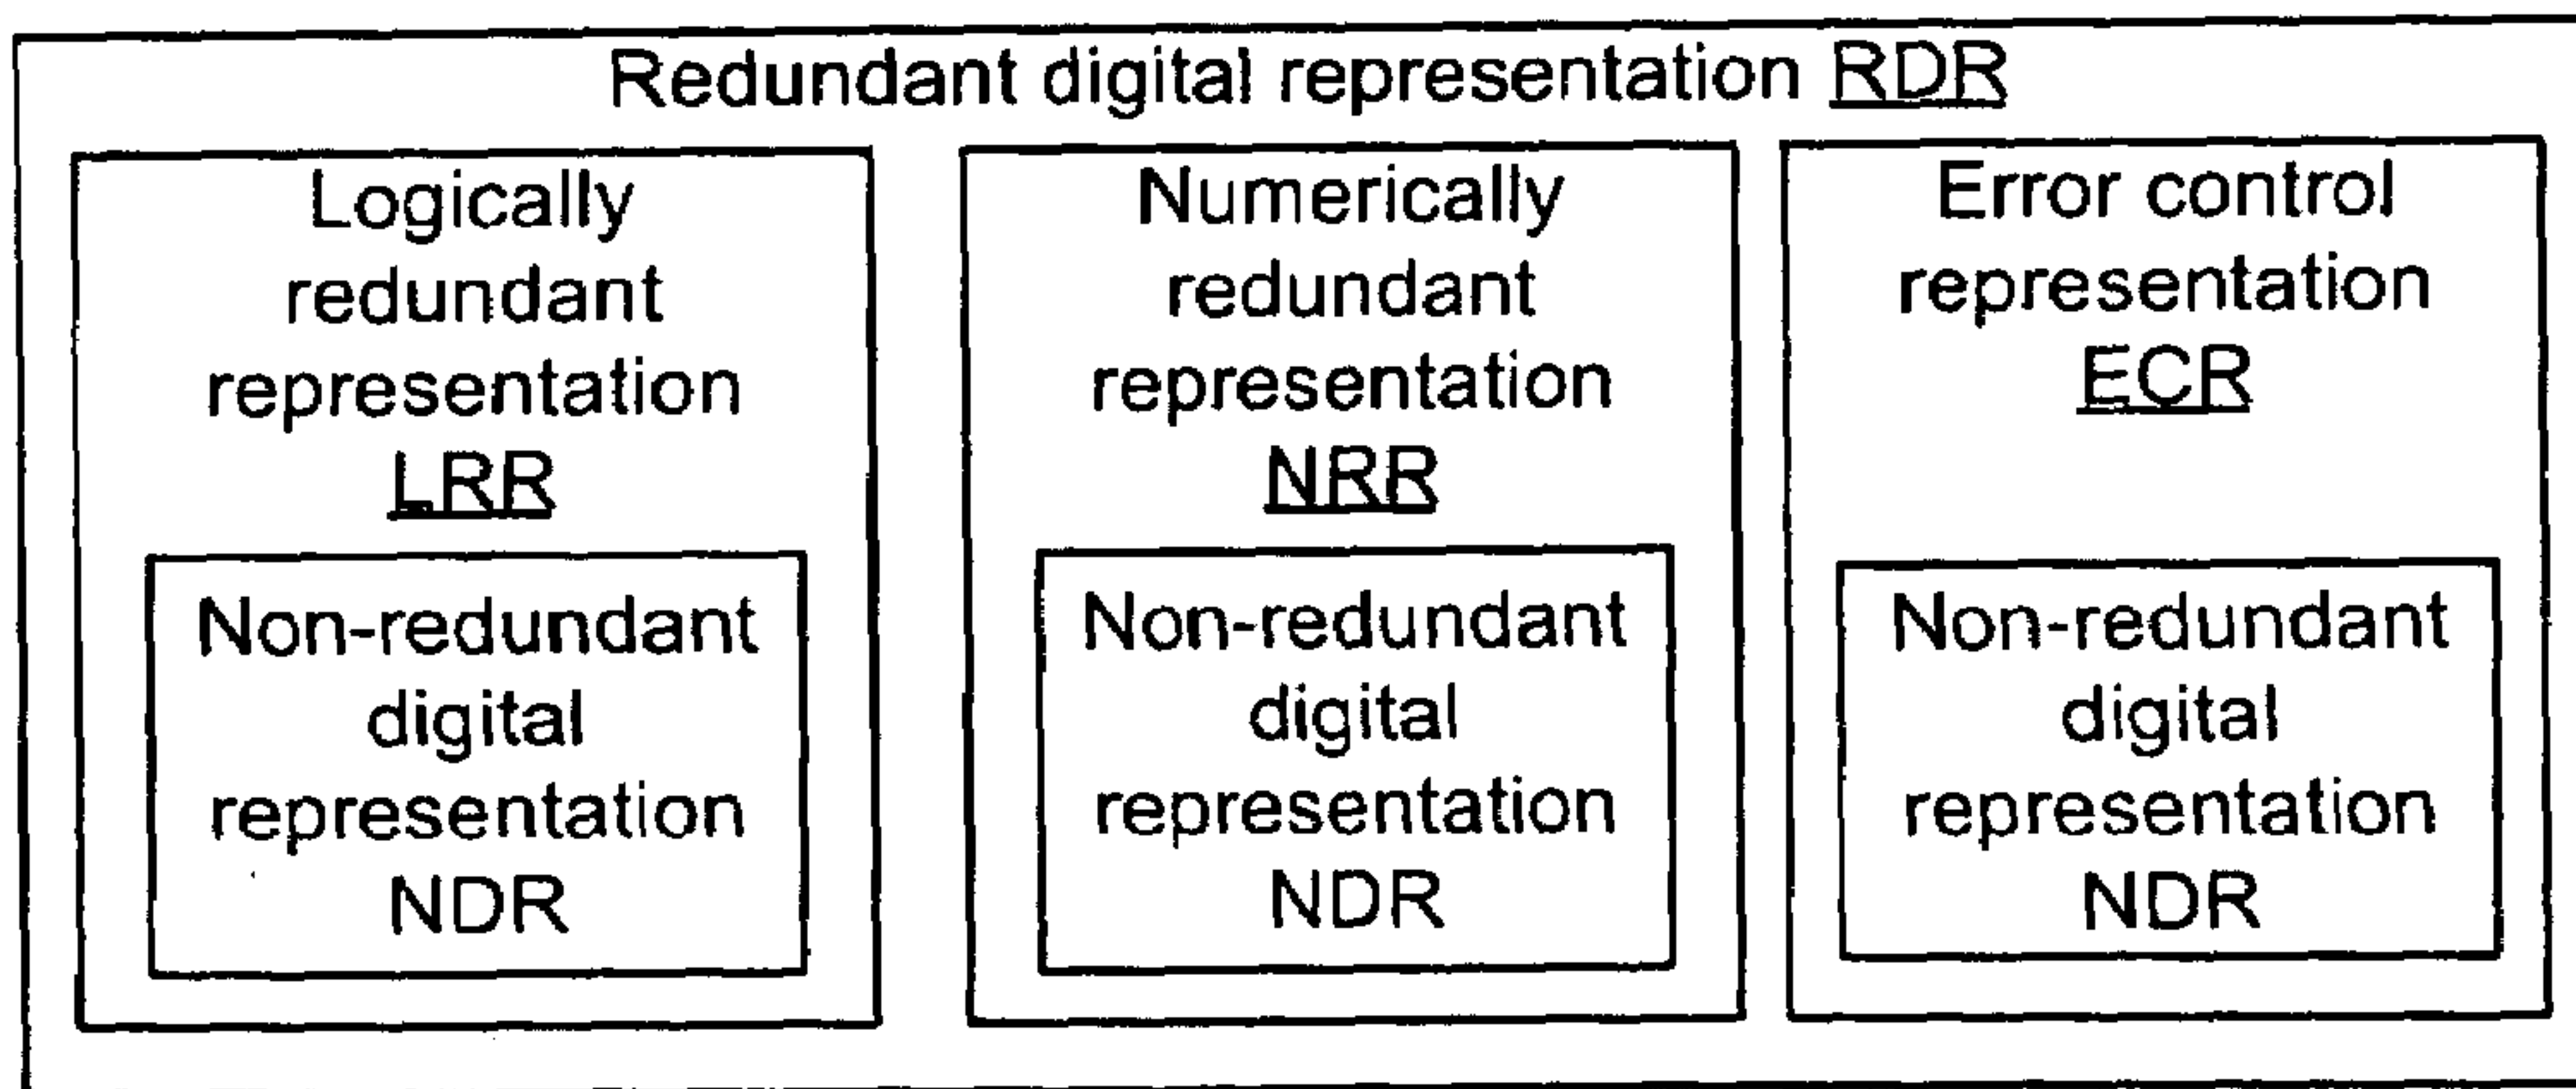 Redundant digital representation RDR
Logically
redundant
representation
LRR
Non-redundant
digital
representation
NDR
Numerically
redundant
representation
NRR
Non-redundant
digital
representation
NDR
Error control
representation
ECR
Non-redundant
digital
representation
NDR